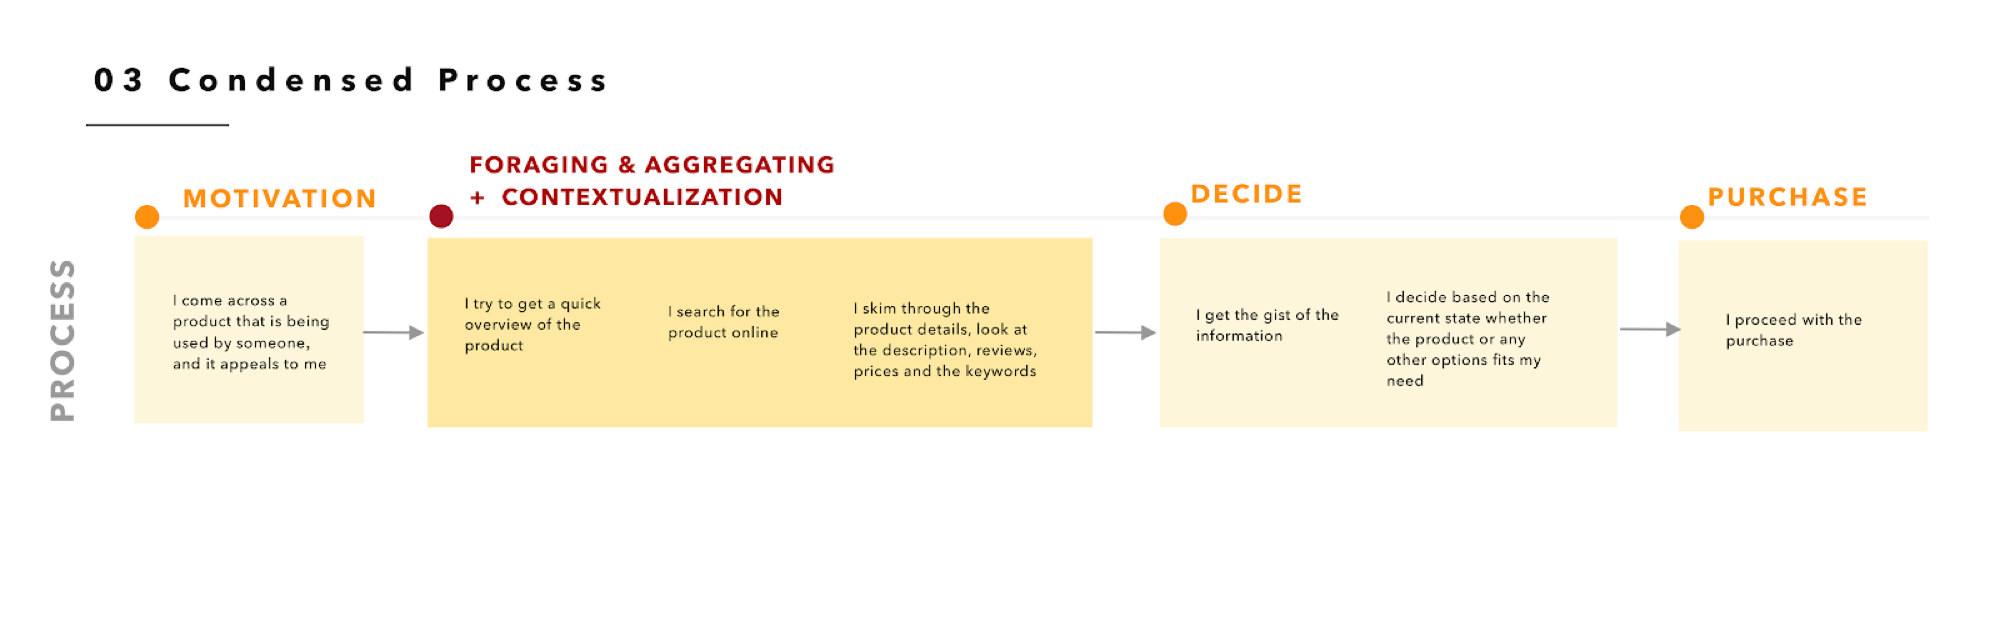 03 Condensed Process
FORAGING & AGGREGATING
+ CONTEXTUALIZATION
MOTIVATION
DECIDE
PURCHASE
PROCESS
I come across a
product that is being
used by someone,
and it appeals to me
I try to get a quick
overview of the
product
I search for the
product online
I skim through the
product details, look at
the description, reviews,
prices and the keywords
I get the gist of the
information
I decide based on the
current state whether
the product or any
other options fits my
need
I proceed with the
purchase